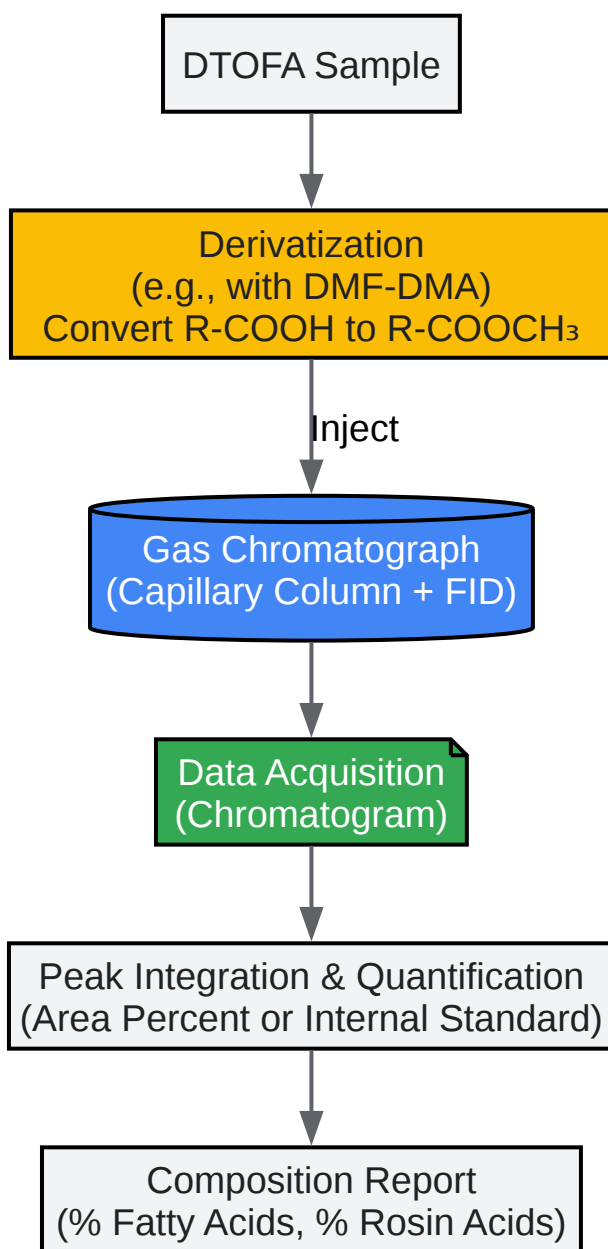 DTOFA Sample
Derivatization
(e.g., with DMF-DMA)
Convert R-COOH to R-COOCH₃
Inject
Gas Chromatograph
(Capillary Column + FID)
Data Acquisition
(Chromatogram)
Peak Integration & Quantification
(Area Percent or Internal Standard)
Composition Report
(% Fatty Acids, % Rosin Acids)